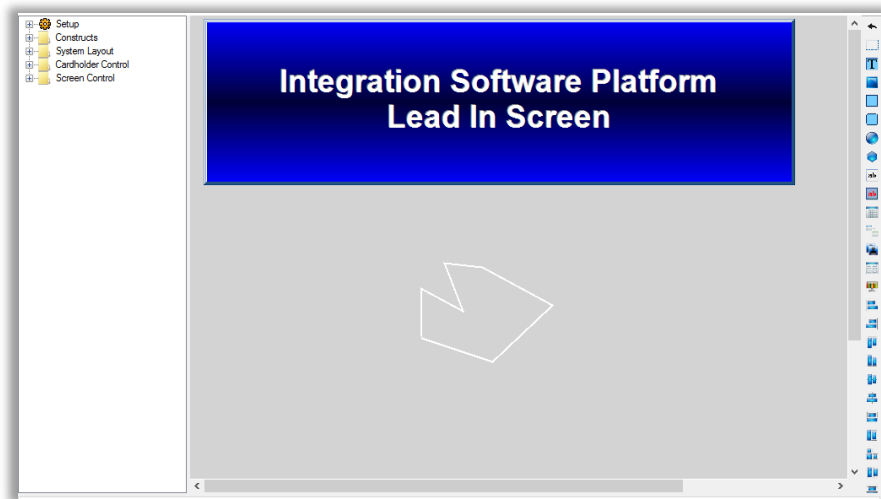 Setup
Constructs
System Layout
Cardholder Control
Screen Control
Integration Software Platform
Lead In Screen
T